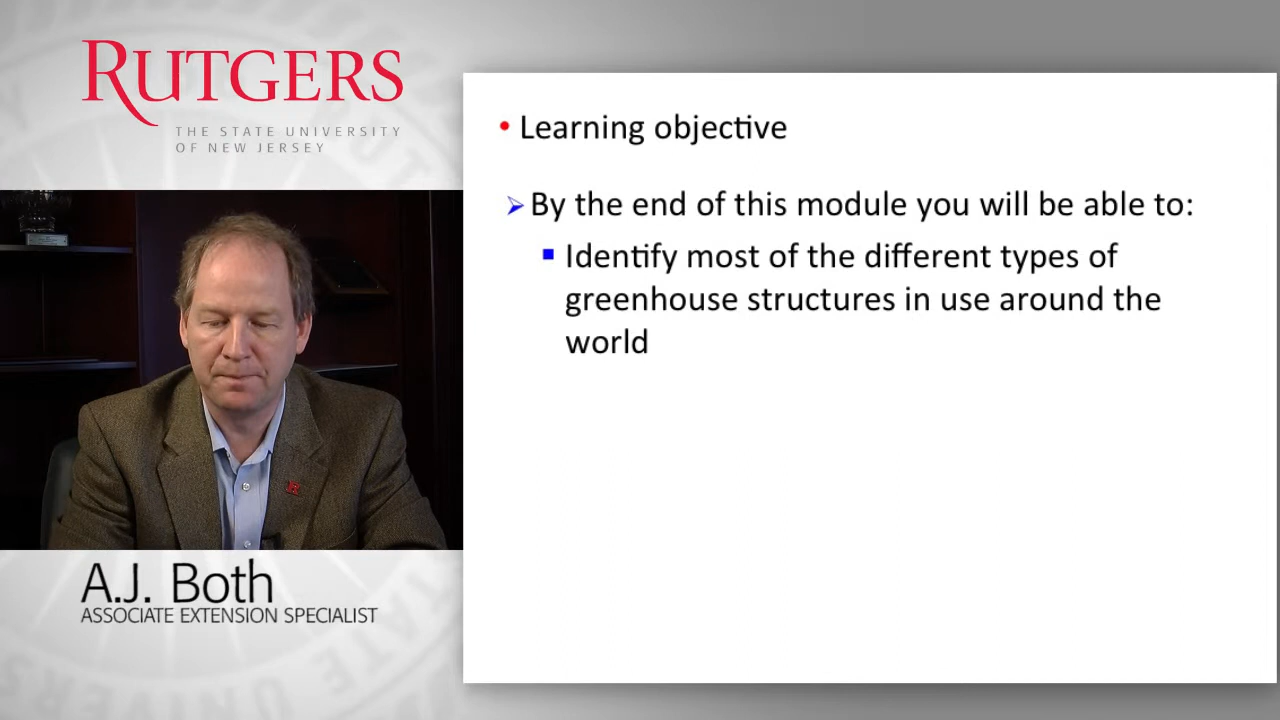 RUTGERS
THE STATE UNIVERSITY
OF NEW JERSEY
• Learning objective
➢ By the end of this module you will be able to:
▪ Identify most of the different types of
greenhouse structures in use around the
world
A.J. Both
ASSOCIATE EXTENSION SPECIALIST